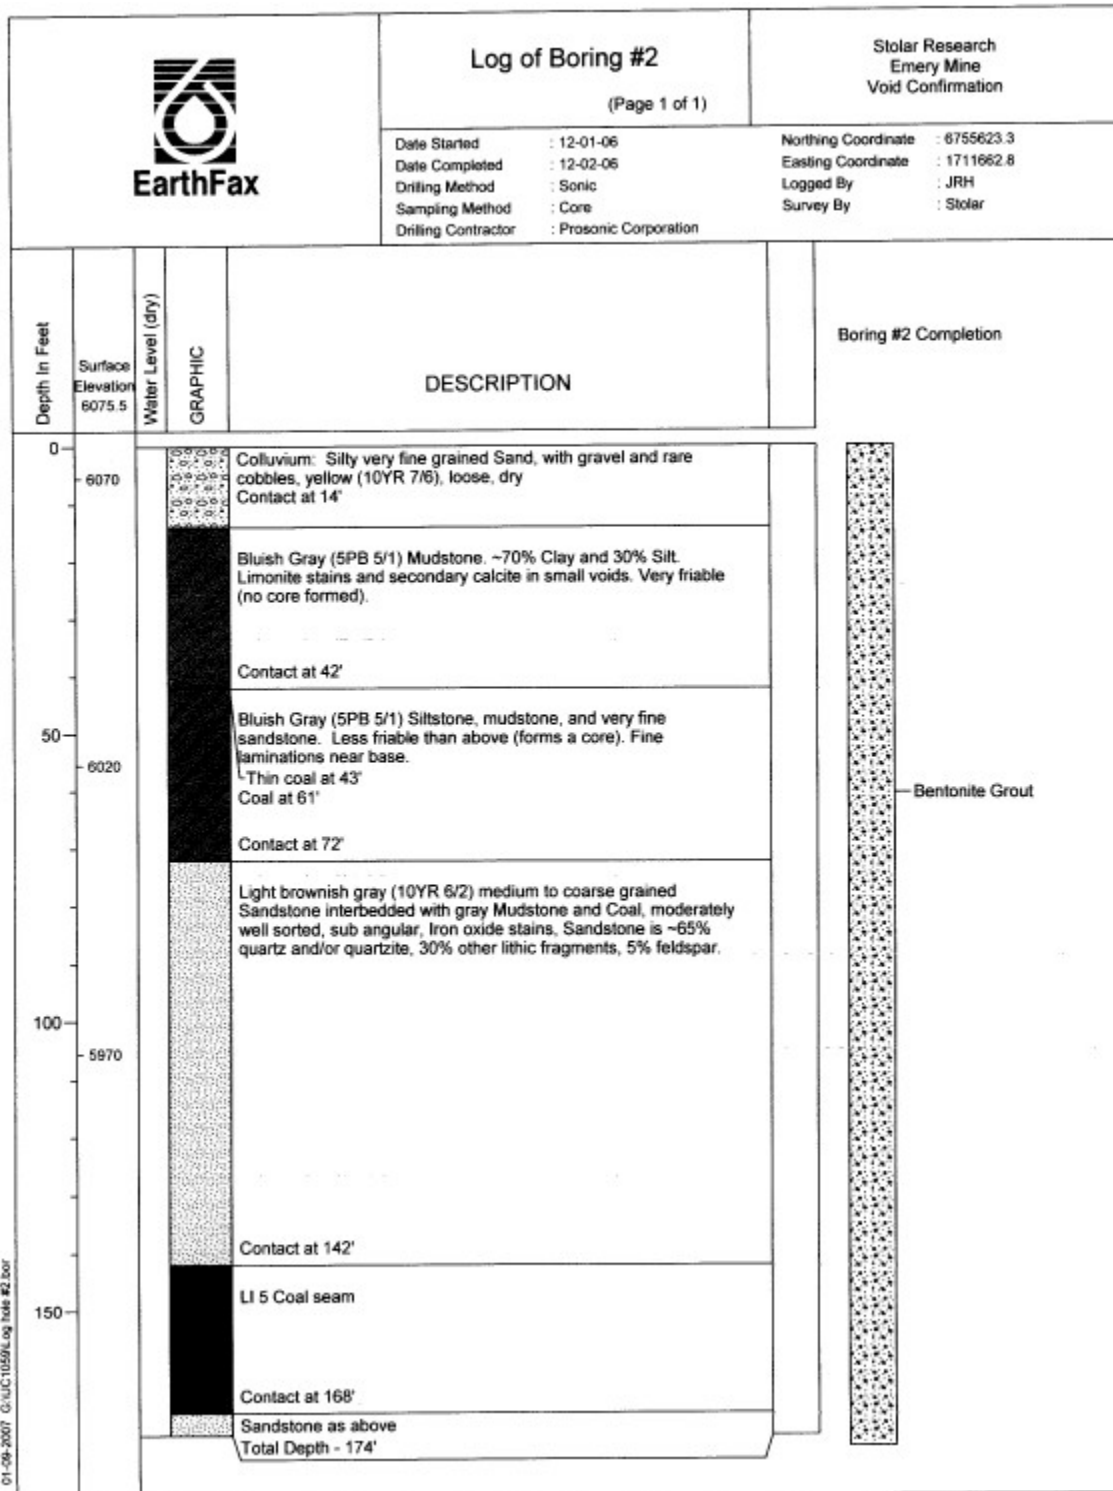 EarthFax
Log of Boring #2
(Page 1 of 1)
Stolar Research
Emery Mine
Void Confirmation
Date Started : 12-01-06
Date Completed : 12-02-06
Drilling Method : Sonic
Sampling Method : Core
Drilling Contractor : Prosonic Corporation
Northing Coordinate : 6755623.3
Easting Coordinate : 1711662.8
Logged By : JRH
Survey By : Stolar
Depth In Feet
Surface
Elevation
6075.5
Water Level (dry)
GRAPHIC
DESCRIPTION
Boring #2 Completion
0
6070
Colluvium: Silty very fine grained Sand, with gravel and rare
cobbles, yellow (10YR 7/6), loose, dry
Contact at 14'
Bluish Gray (5PB 5/1) Mudstone. ~70% Clay and 30% Silt.
Limonite stains and secondary calcite in small voids. Very friable
(no core formed).
Contact at 42'
50
6020
Bluish Gray (5PB 5/1) Siltstone, mudstone, and very fine
sandstone. Less friable than above (forms a core). Fine
laminations near base.
Thin coal at 43'
Coal at 61'
Contact at 72'
Bentonite Grout
Light brownish gray (10YR 6/2) medium to coarse grained
Sandstone interbedded with gray Mudstone and Coal, moderately
well sorted, sub angular, Iron oxide stains, Sandstone is ~65%
quartz and/or quartzite, 30% other lithic fragments, 5% feldspar.
100
5970
Contact at 142'
150
LI 5 Coal seam
Contact at 168'
Sandstone as above
Total Depth - 174'
01-09-2007 G:\UC1059\Log hole #2.bor